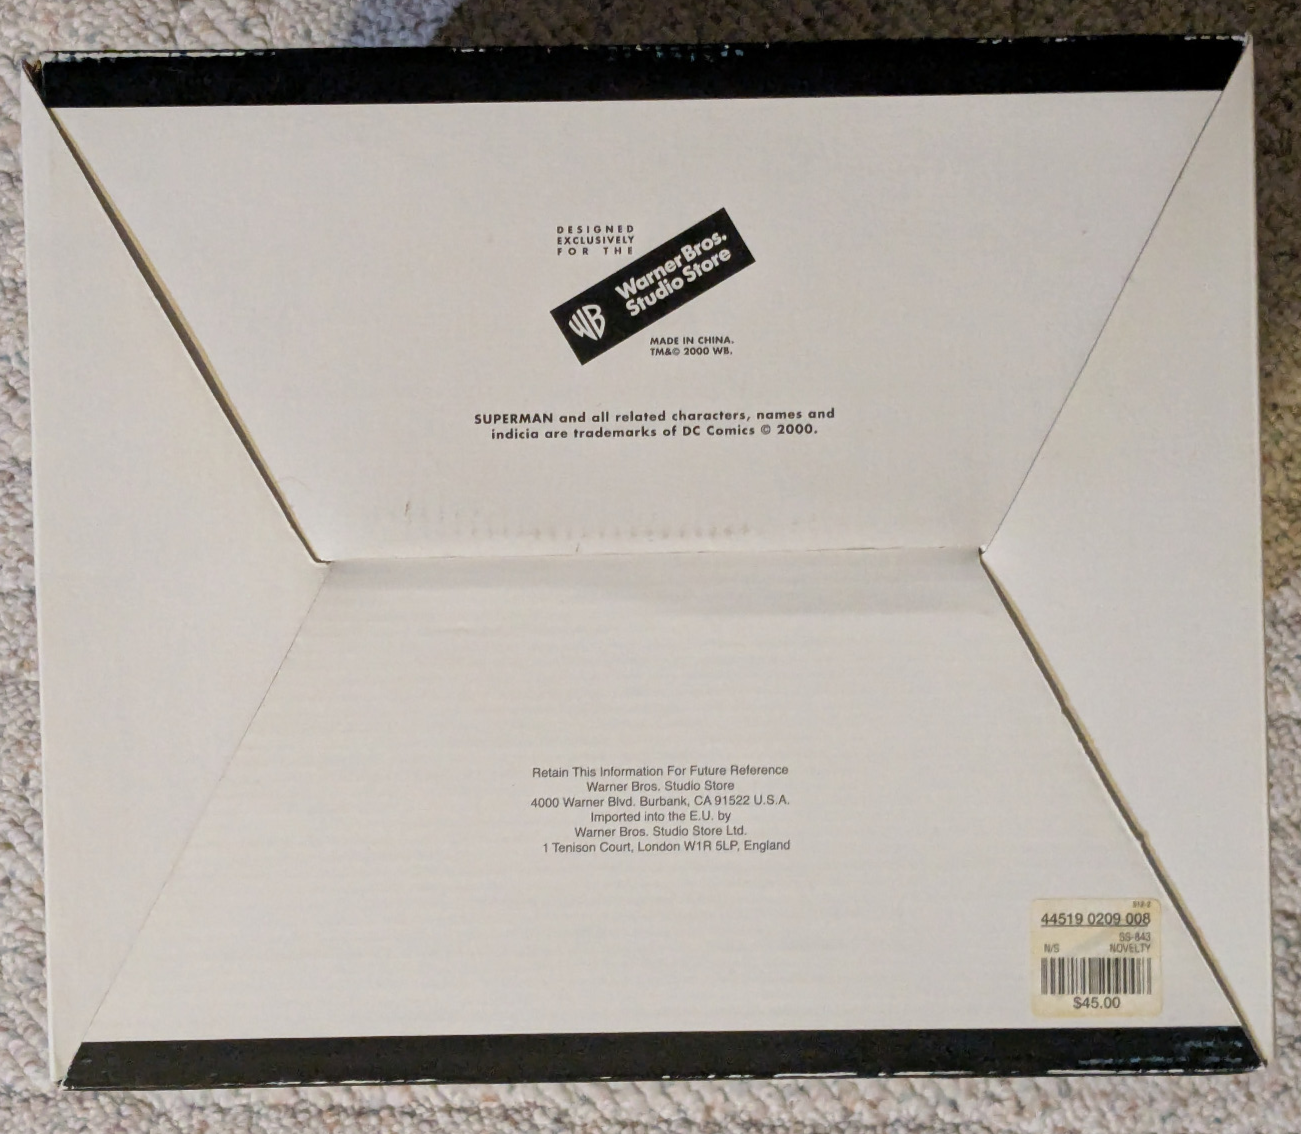 DESIGNED
EXCLUSIVELY
FOR THE
WB
Warner Bros.
Studio Store
MADE IN CHINA.
TM&© 2000 WB.
SUPERMAN and all related characters, names and
indicia are trademarks of DC Comics © 2000.
Retain This Information For Future Reference
Warner Bros. Studio Store
4000 Warner Blvd. Burbank, CA 91522 U.S.A.
Imported into the E.U. by
Warner Bros. Studio Store Ltd.
1 Tenison Court, London W1R 5LP, England
44519 0209 008
SS-843
N/S NOVELTY
$45.00